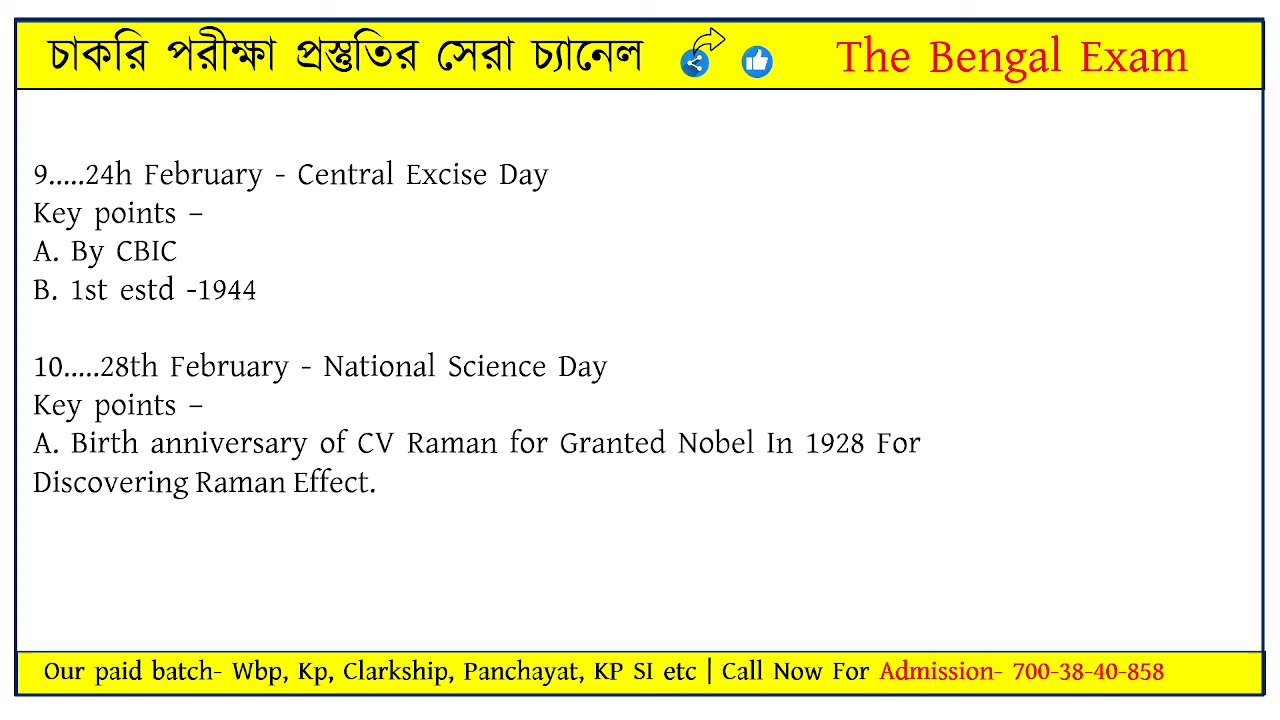 চাকরি পরীক্ষা প্রস্তুতির সেরা চ্যানেল The Bengal Exam
9.....24h February - Central Excise Day
Key points –
A. By CBIC
B. 1st estd -1944
10.....28th February - National Science Day
Key points –
A. Birth anniversary of CV Raman for Granted Nobel In 1928 For
Discovering Raman Effect.
Our paid batch- Wbp, Kp, Clarkship, Panchayat, KP SI etc | Call Now For Admission- 700-38-40-858